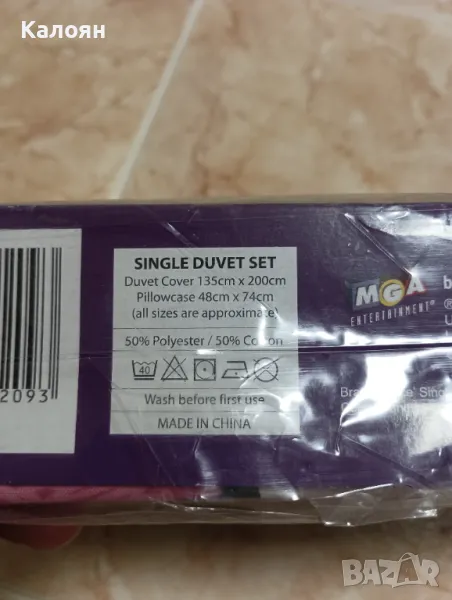 Калоян
SINGLE DUVET SET
Duvet Cover 135cm x 200cm
Pillowcase 48cm x 74cm
(all sizes are approximate)
50% Polyester / 50% Cotton
40
Wash before first use
MADE IN CHINA
2093
MGA
ENTERTAINMENT®
BAZAR